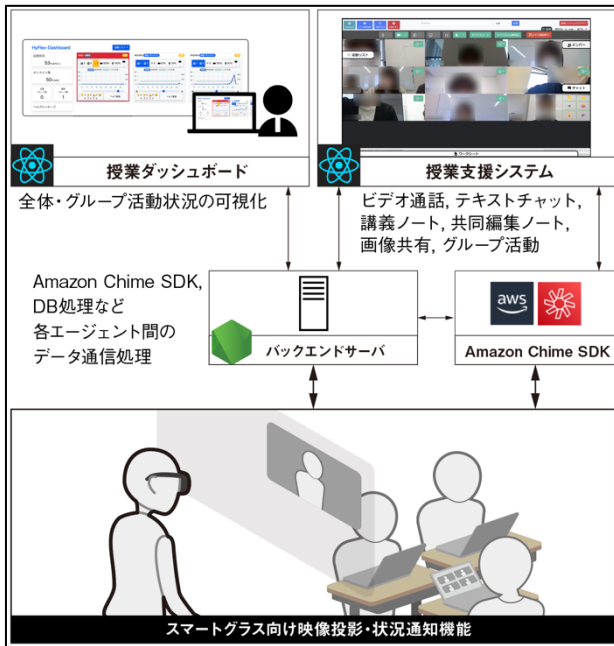 HyFlex-Dashboard
授業ダッシュボード
授業支援システム
全体・グループ活動状況の可視化
ビデオ通話, テキストチャット,
講義ノート, 共同編集ノート,
画像共有, グループ活動
Amazon Chime SDK,
DB処理など
各エージェント間の
データ通信処理
バックエンドサーバ
aws
Amazon Chime SDK
スマートグラス向け映像投影・状況通知機能